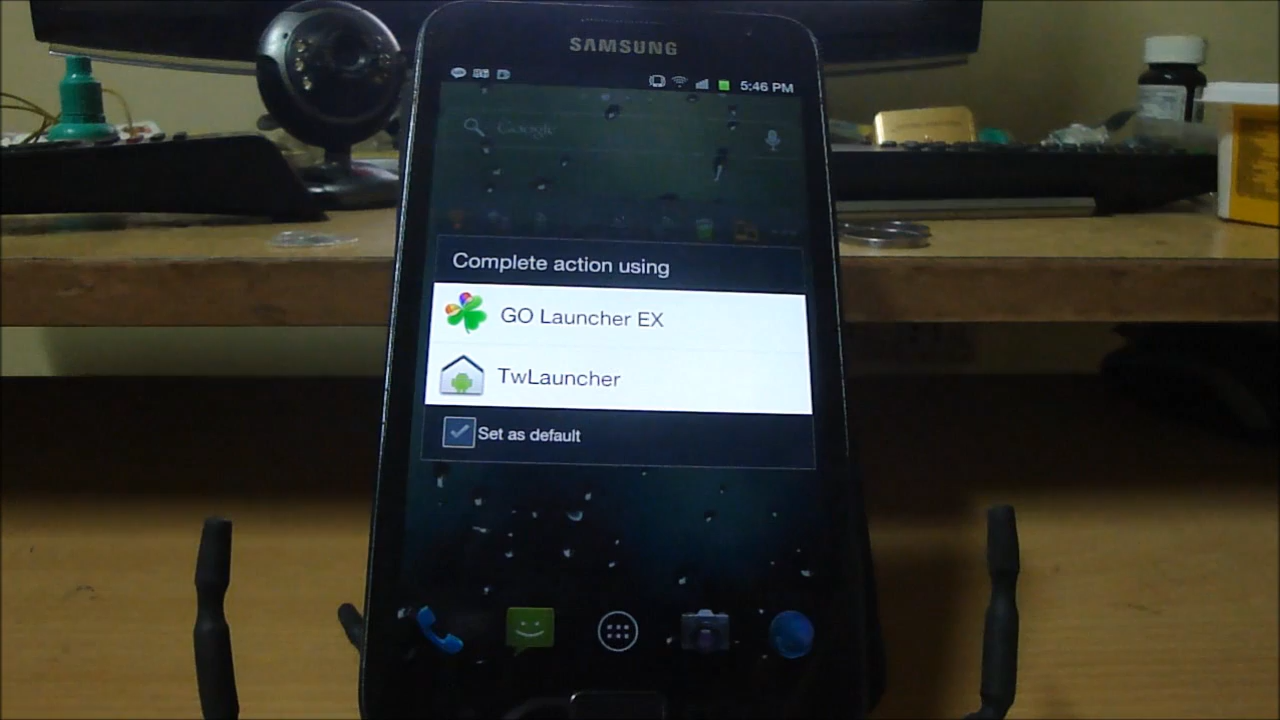 SAMSUNG
5:46 PM
Google
Complete action using
GO Launcher EX
TwLauncher
Set as default